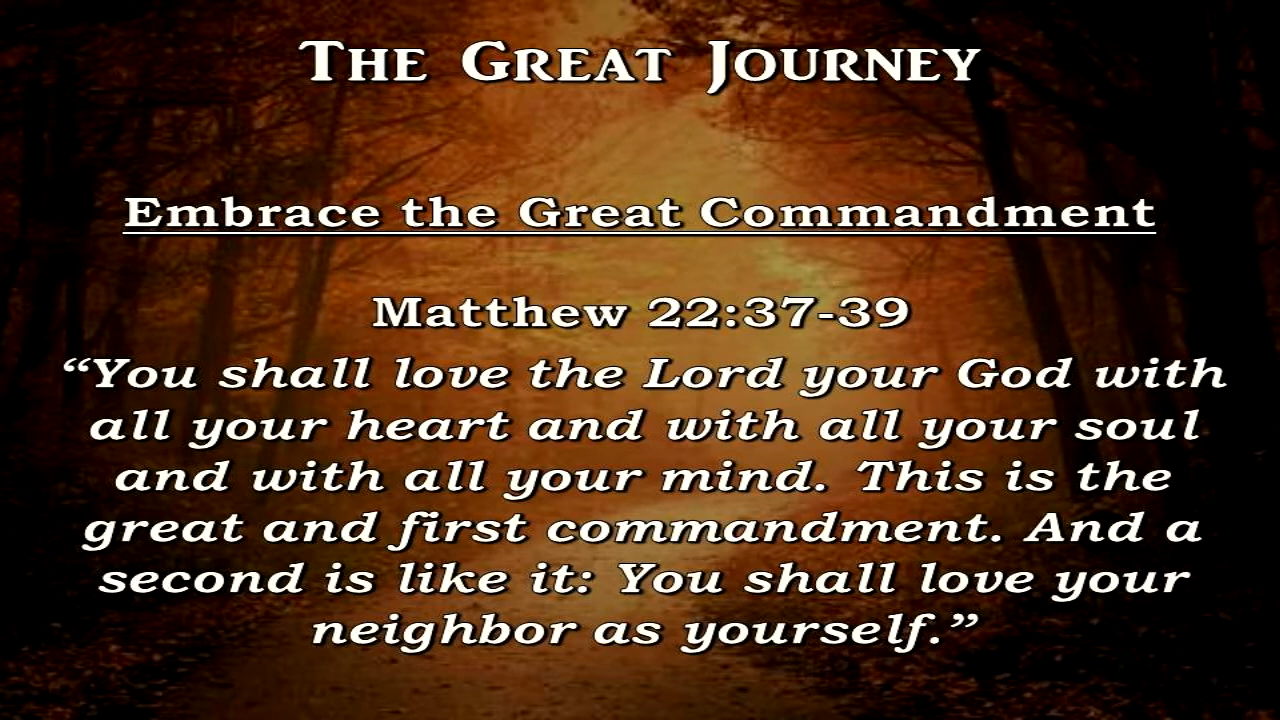 The Great Journey
Embrace the Great Commandment
Matthew 22:37-39
“You shall love the Lord your God with
all your heart and with all your soul
and with all your mind. This is the
great and first commandment. And a
second is like it: You shall love your
neighbor as yourself.”